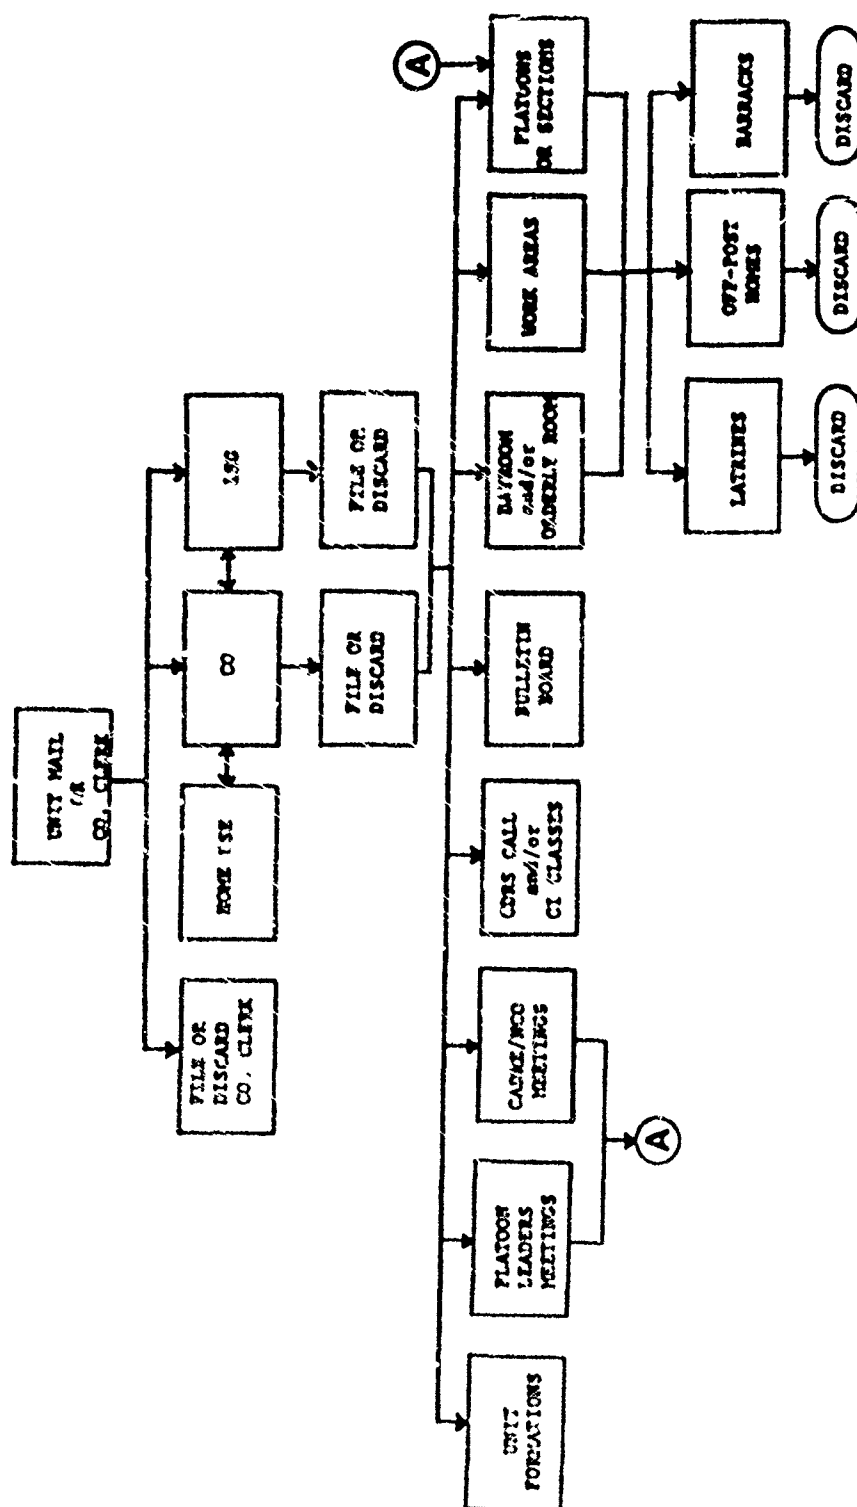 UNIT MAIL
OR
CO. CLERK
FILE OR
DISCARD
CO. CLERK
HOME USE
CO
1SG
FILE OR
DISCARD
FILE OR
DISCARD
A
UNIT
FORMATIONS
PLATOON
LEADERS
MEETINGS
CADRE/NCO
MEETINGS
CDRS CALL
and/or
CI CLASSES
BULLETIN
BOARD
DAYROOM
and/or
ORDERLY ROOM
WORK AREAS
PLATOONS
OR SECTIONS
A
LATRINES
OFF-POST
HOMES
BARRACKS
DISCARD
DISCARD
DISCARD